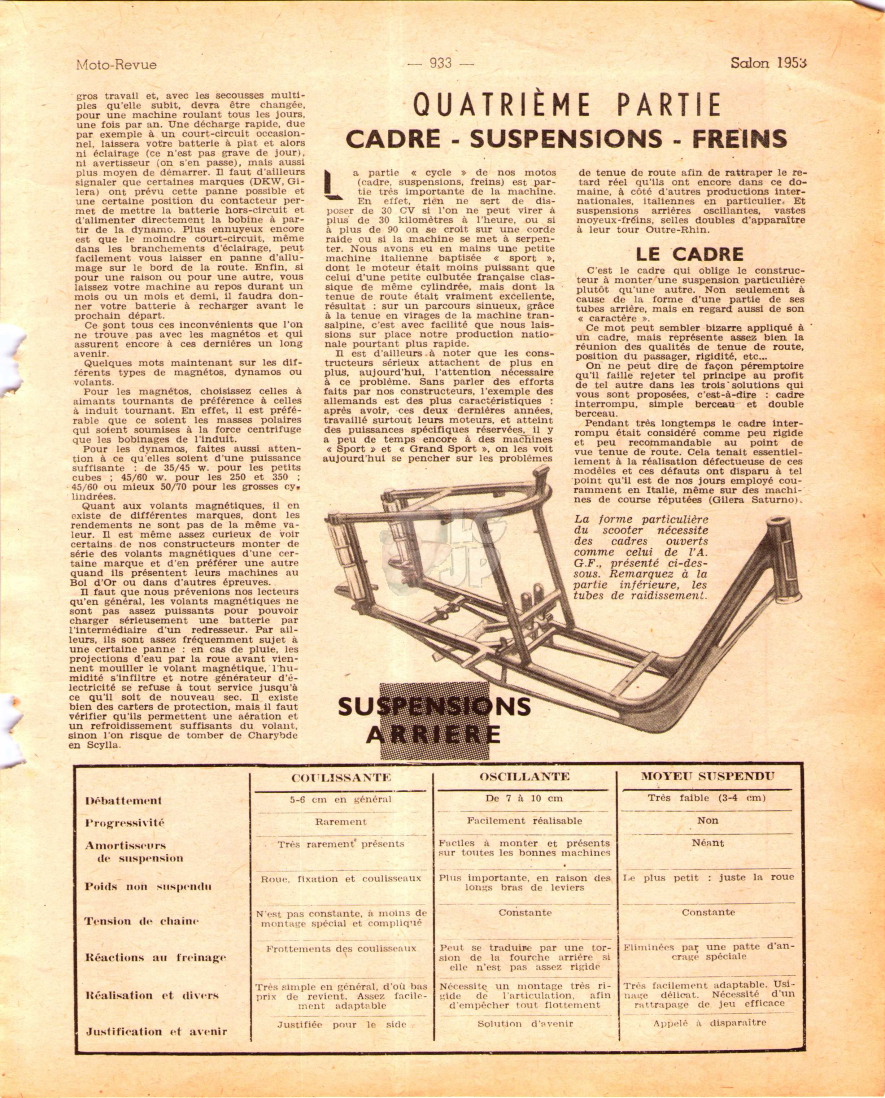 Moto-Revue
— 933 —
Salon 1953
gros travail et, avec les secousses multi-
ples qu'elle subit, devra être changée,
pour une machine roulant tous les jours,
une fois par an. Une décharge rapide, due
par exemple à un court-circuit occasion-
nel, laissera votre batterie à plat et alors
ni éclairage (ce n'est pas grave de jour),
ni avertisseur (on s'en passe), mais aussi
plus moyen de démarrer. Il faut d'ailleurs
signaler que certaines marques (DKW, Gi-
lera) ont prévu cette panne possible et
une certaine position du contacteur per-
met de mettre la batterie hors-circuit et
d'alimenter directement la bobine à par-
tir de la dynamo. Plus ennuyeux encore
est que le moindre court-circuit, même
dans les branchements d'éclairage, peut
facilement vous laisser en panne d'allu-
mage sur le bord de la route. Enfin, si
pour une raison ou pour une autre, vous
laissez votre machine au repos durant un
mois ou un mois et demi, il faudra don-
ner votre batterie à recharger avant le
prochain départ.
Ce sont tous ces inconvénients que l'on
ne trouve pas avec les magnétos et qui
assurent encore à ces dernières un long
avenir.
Quelques mots maintenant sur les dif-
férents types de magnétos, dynamos ou
volants.
Pour les magnétos, choisissez celles à
aimants tournants de préférence à celles
à induit tournant. En effet, il est préfé-
rable que ce soient les masses polaires
qui soient soumises à la force centrifuge
que les bobinages de l'induit.
Pour les dynamos, faites aussi atten-
tion à ce qu'elles soient d'une puissance
suffisante : de 35/45 w. pour les petits
cubes ; 45/60 w. pour les 250 et 350 ;
45/60 ou mieux 50/70 pour les grosses cy-
lindrées.
Quant aux volants magnétiques, il en
existe de différentes marques, dont les
rendements ne sont pas de la même va-
leur. Il est même assez curieux de voir
certains de nos constructeurs monter de
série des volants magnétiques d'une cer-
taine marque et d'en préférer une autre
quand ils présentent leurs machines au
Bol d'Or ou dans d'autres épreuves.
Il faut que nous prévenions nos lecteurs
qu'en général, les volants magnétiques ne
sont pas assez puissants pour pouvoir
charger sérieusement une batterie par
l'intermédiaire d'un redresseur. Par ail-
leurs, ils sont assez fréquemment sujet à
une certaine panne : en cas de pluie, les
projections d'eau par la roue avant vien-
nent mouiller le volant magnétique, l'hu-
midité s'infiltre et notre générateur d'é-
lectricité se refuse à tout service jusqu'à
ce qu'il soit de nouveau sec. Il existe
bien des carters de protection, mais il faut
vérifier qu'ils permettent une aération et
un refroidissement suffisants du volant,
sinon l'on risque de tomber de Charybde
en Scylla.
QUATRIÈME PARTIE
CADRE - SUSPENSIONS - FREINS
La partie « cycle » de nos motos
(cadre, suspensions, freins) est par-
tie très importante de la machine.
En effet, rien ne sert de dis-
poser de 30 CV si l'on ne peut virer à
plus de 30 kilomètres à l'heure, ou si
à plus de 90 on se croit sur une corde
raide ou si la machine se met à serpen-
ter. Nous avons eu en mains une petite
machine italienne baptisée « sport »,
dont le moteur était moins puissant que
celui d'une petite culbutée française clas-
sique de même cylindrée, mais dont la
tenue de route était vraiment excellente,
résultat : sur un parcours sinueux, grâce
à la tenue en virages de la machine tran-
salpine, c'est avec facilité que nous lais-
sions sur place notre production natio-
nale pourtant plus rapide.
Il est d'ailleurs à noter que les cons-
tructeurs sérieux attachent de plus en
plus, aujourd'hui, l'attention nécessaire
à ce problème. Sans parler des efforts
faits par nos constructeurs, l'exemple des
allemands est des plus caractéristiques :
après avoir, ces deux dernières années,
travaillé surtout leurs moteurs, et atteint
des puissances spécifiques réservées, il y
a peu de temps encore à des machines
« Sport » et « Grand Sport », on les voit
aujourd'hui se pencher sur les problèmes
de tenue de route afin de rattraper le re-
tard réel qu'ils ont encore dans ce do-
maine, à côté d'autres productions inter-
nationales, italiennes en particulier. Et
suspensions arrières oscillantes, vastes
moyeux-freins, selles doubles d'apparaître
à leur tour Outre-Rhin.
LE CADRE
C'est le cadre qui oblige le construc-
teur à monter une suspension particulière
plutôt qu'une autre. Non seulement à
cause de la forme d'une partie de ses
tubes arrière, mais en regard aussi de son
« caractère ».
Ce mot peut sembler bizarre appliqué à
un cadre, mais représente assez bien la
réunion des qualités de tenue de route,
position du passager, rigidité, etc...
On ne peut dire de façon péremptoire
qu'il faille rejeter tel principe au profit
de tel autre dans les trois solutions qui
vous sont proposées, c'est-à-dire : cadre
interrompu, simple berceau et double
berceau.
Pendant très longtemps le cadre inter-
rompu était considéré comme peu rigide
et peu recommandable au point de
vue tenue de route. Cela tenait essentiel-
lement à la réalisation défectueuse de ces
modèles et ces défauts ont disparu à tel
point qu'il est de nos jours employé cou-
ramment en Italie, même sur des machi-
nes de course réputées (Gilera Saturno).
La forme particulière
du scooter nécessite
des cadres ouverts
comme celui de l'A.
G.F., présenté ci-des-
sous. Remarquez à la
partie inférieure, les
tubes de raidissement.
LE
CUP
SUSPENSIONS
ARRIERE
COULISSANTE OSCILLANTE MOYEU SUSPENDU
Débattement 5-6 cm en général De 7 à 10 cm Très faible (3-4 cm)
Progressivité Rarement Facilement réalisable Non
Amortisseurs Très rarement présents Faciles à monter et présents Néant
de suspension sur toutes les bonnes machines
Poids non suspendu Roue, fixation et coulisseaux Plus importante, en raison des Le plus petit : juste la roue
longs bras de leviers
Tension de chaine N'est pas constante, à moins de Constante Constante
montage spécial et compliqué
Réactions au freinage Frottements des coulisseaux Peut se traduire par une tor- Eliminées par une patte d'an-
sion de la fourche arrière si crage spéciale
elle n'est pas assez rigide
Réalisation et divers Très simple en général, d'où bas Nécessite un montage très ri- Très facilement adaptable. Usi-
prix de revient. Assez facile- gide de l'articulation, afin nage délicat. Nécessité d'un
ment adaptable d'empêcher tout flottement rattrapage de jeu efficace
Justification et avenir Justifiée pour le side Solution d'avenir Appelé à disparaître